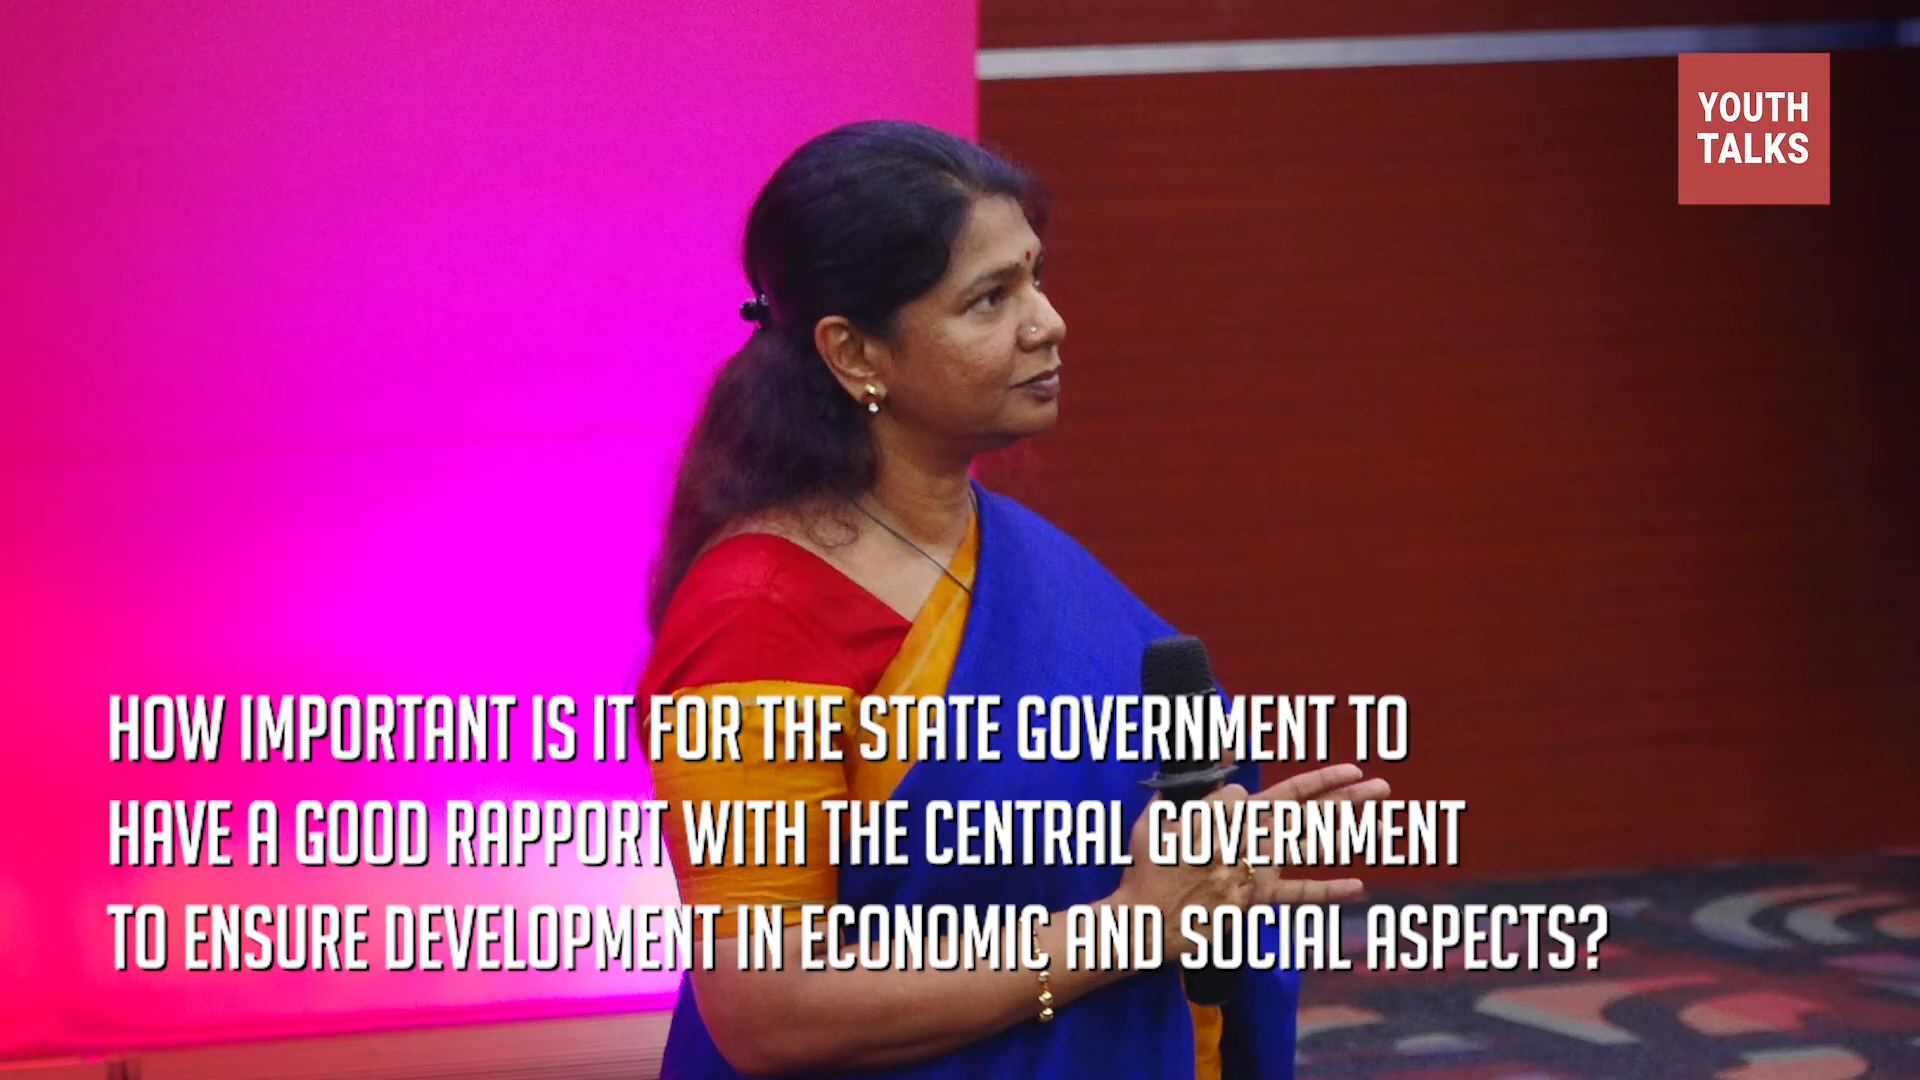 YOUTH
TALKS
HOW IMPORTANT IS IT FOR THE STATE GOVERNMENT TO
HAVE A GOOD RAPPORT WITH THE CENTRAL GOVERNMENT
TO ENSURE DEVELOPMENT IN ECONOMIC AND SOCIAL ASPECTS?